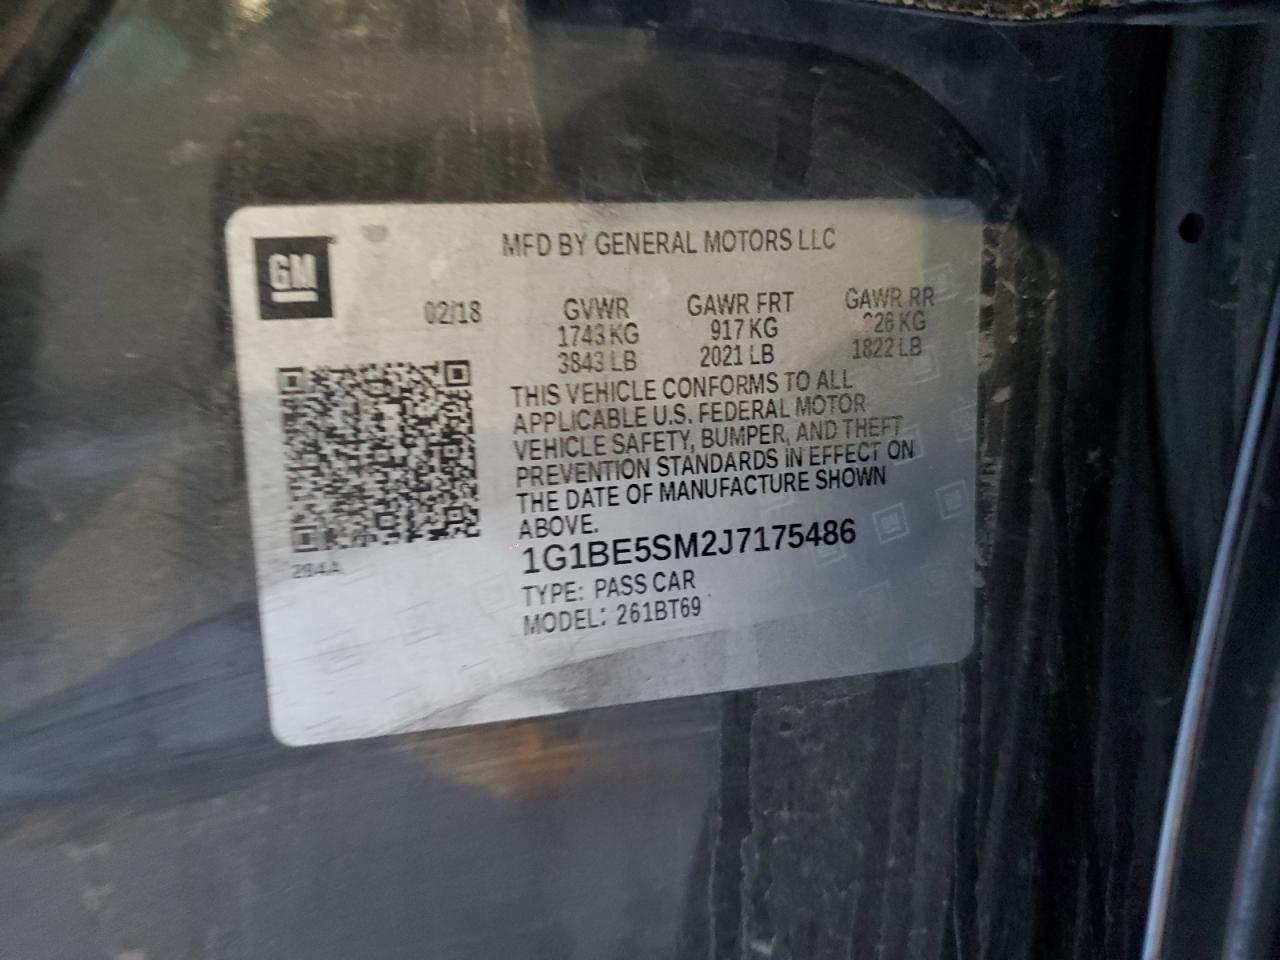 GM
MFD BY GENERAL MOTORS LLC
02/18 GVWR GAWR FRT GAWR RR
1743 KG 917 KG 26 KG
3843 LB 2021 LB 1822 LB
THIS VEHICLE CONFORMS TO ALL
APPLICABLE U.S. FEDERAL MOTOR
VEHICLE SAFETY, BUMPER, AND THEFT
PREVENTION STANDARDS IN EFFECT ON
THE DATE OF MANUFACTURE SHOWN
ABOVE.
1G1BE5SM2J7175486
TYPE: PASS CAR
MODEL: 261BT69